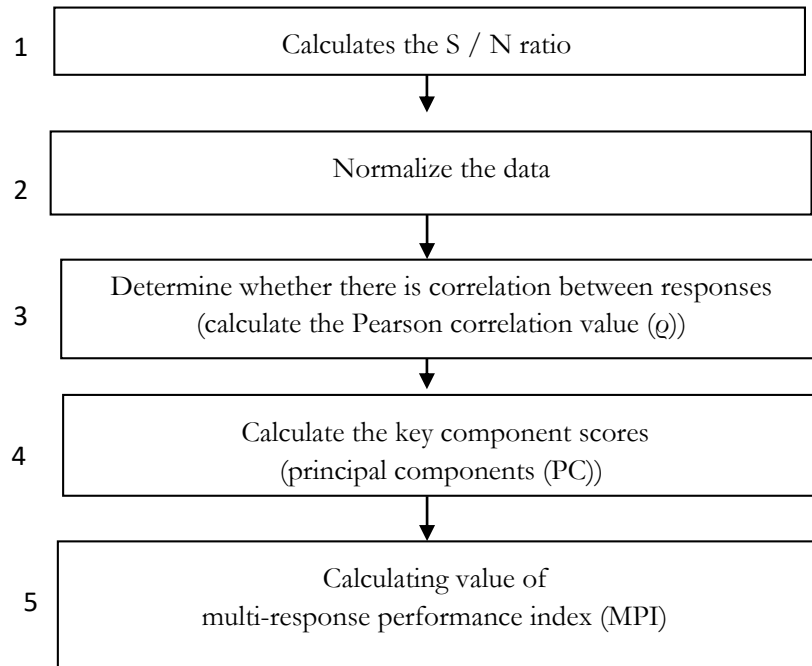 1
Calculates the S / N ratio
2
Normalize the data
3
Determine whether there is correlation between responses
(calculate the Pearson correlation value (ϱ))
4
Calculate the key component scores
(principal components (PC))
5
Calculating value of
multi-response performance index (MPI)